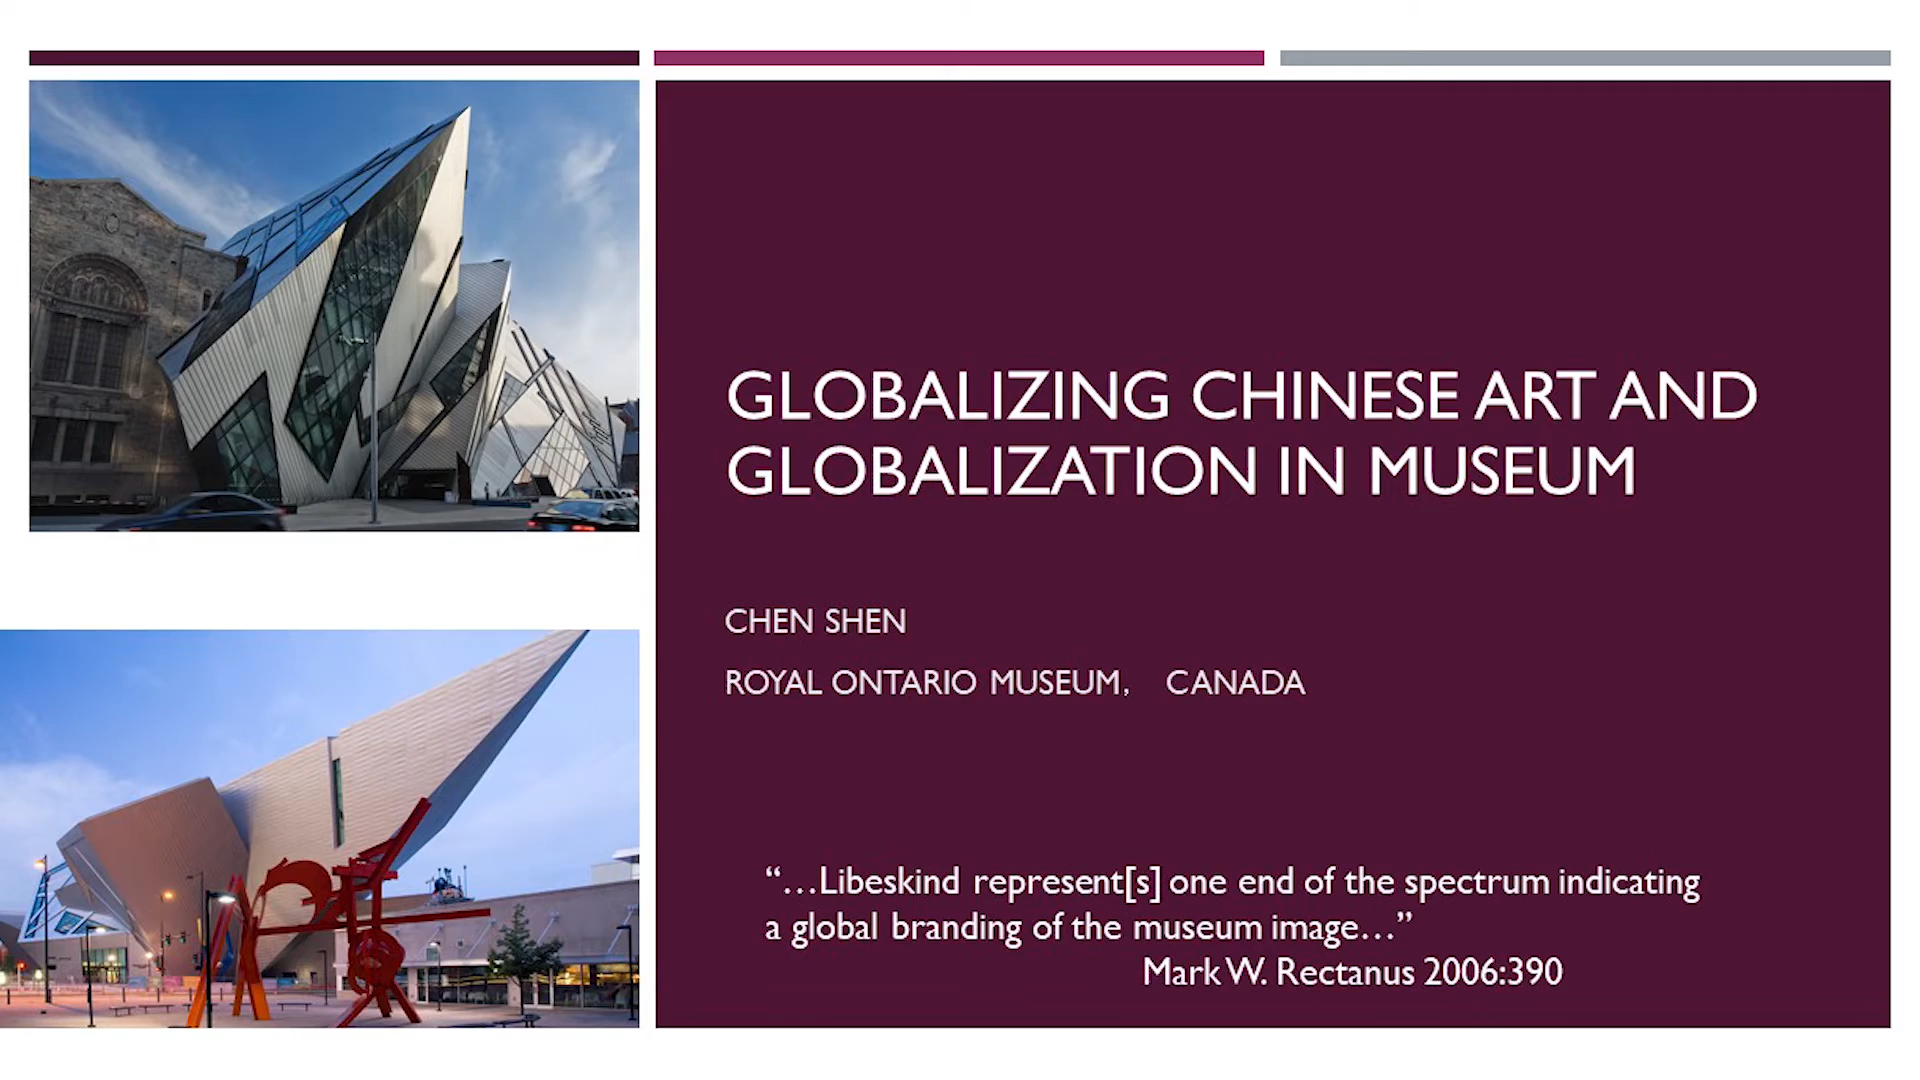 GLOBALIZING CHINESE ART AND
GLOBALIZATION IN MUSEUM
CHEN SHEN
ROYAL ONTARIO MUSEUM, CANADA
“…Libeskind represent[s] one end of the spectrum indicating
a global branding of the museum image…”
Mark W. Rectanus 2006:390